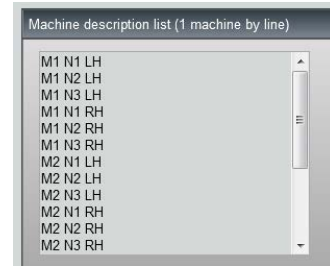 Machine description list (1 machine by line)
M1 N1 LH
M1 N2 LH
M1 N3 LH
M1 N1 RH
M1 N2 RH
M1 N3 RH
M2 N1 LH
M2 N2 LH
M2 N3 LH
M2 N1 RH
M2 N2 RH
M2 N3 RH